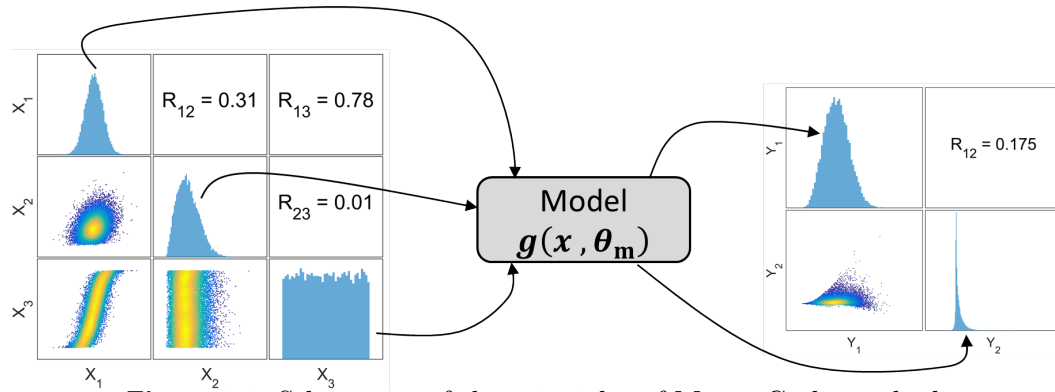 X1
R12 = 0.31
R13 = 0.78
X2
R23 = 0.01
X3
X1
X2
X3
Model
g(x, θm)
Y1
R12 = 0.175
Y2
Y1
Y2